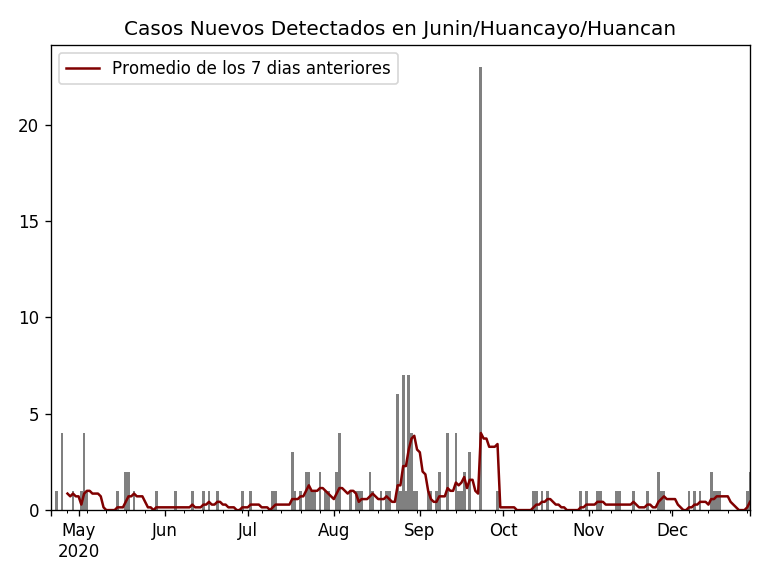 Casos Nuevos Detectados en Junin/Huancayo/Huancan
Promedio de los 7 dias anteriores
20
15
10
5
0
May Jun Jul Aug Sep Oct Nov Dec
2020